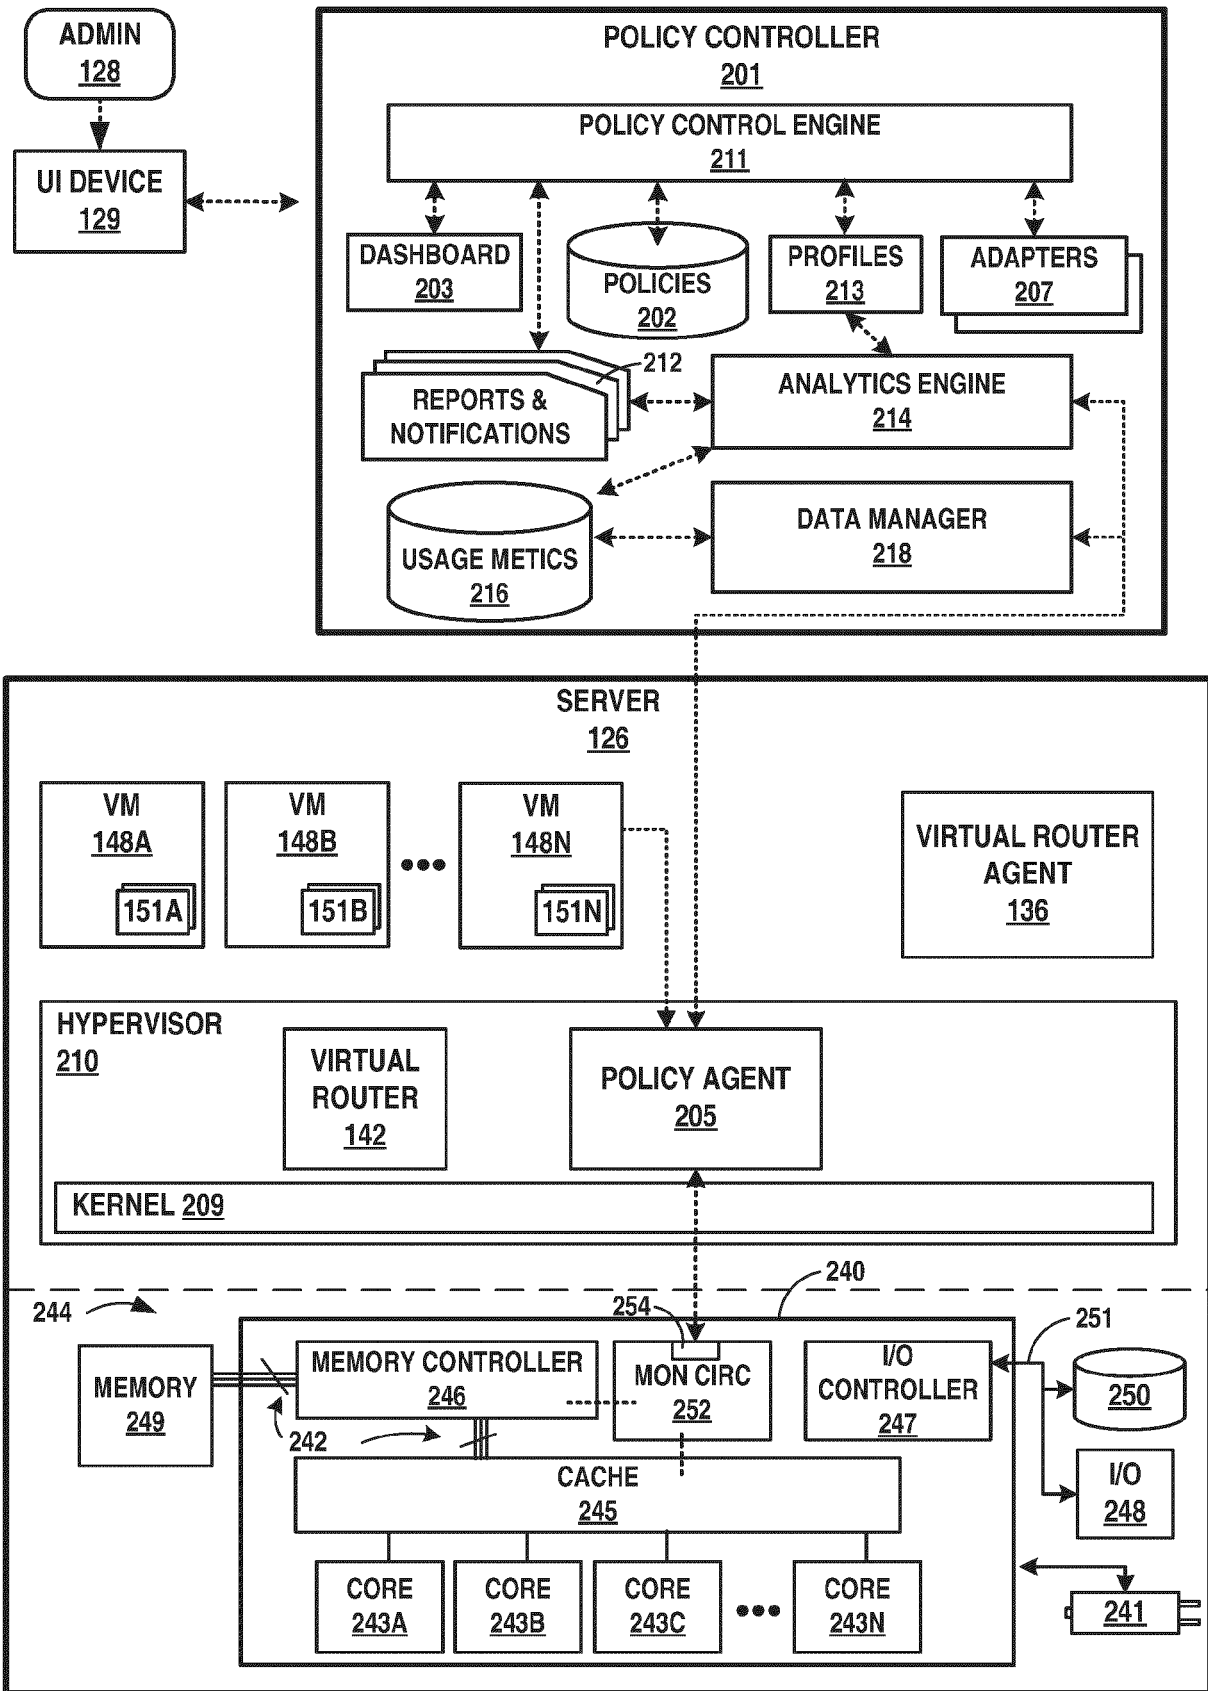 ADMIN
128
UI DEVICE
129
POLICY CONTROLLER
201
POLICY CONTROL ENGINE
211
DASHBOARD
203
POLICIES
202
PROFILES
213
ADAPTERS
207
212
REPORTS &
NOTIFICATIONS
ANALYTICS ENGINE
214
USAGE METICS
216
DATA MANAGER
218
SERVER
126
VM
148A
151A
VM
148B
151B
VM
148N
151N
VIRTUAL ROUTER
AGENT
136
HYPERVISOR
210
VIRTUAL
ROUTER
142
POLICY AGENT
205
KERNEL 209
244
240
254
251
MEMORY
249
242
MEMORY CONTROLLER
246
MON CIRC
252
I/O
CONTROLLER
247
250
I/O
248
CACHE
245
CORE
243A
CORE
243B
CORE
243C
CORE
243N
241